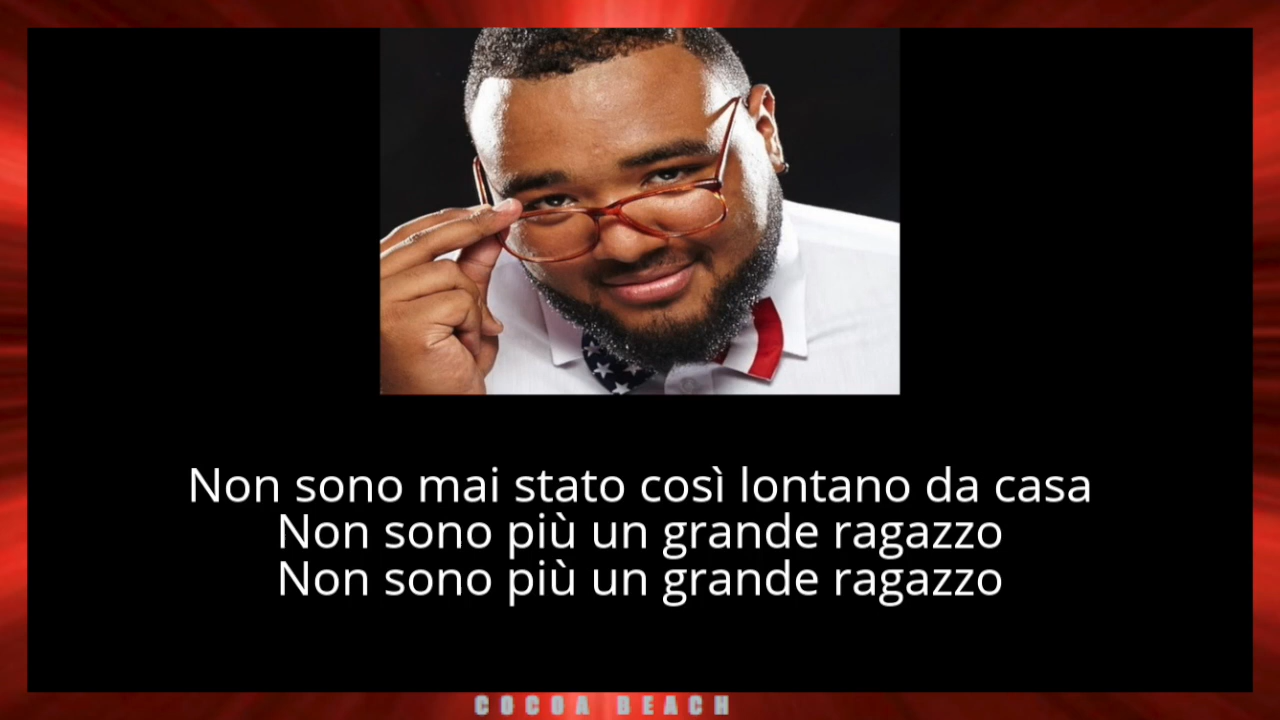 Non sono mai stato così lontano da casa
Non sono più un grande ragazzo
Non sono più un grande ragazzo
COCOA BEACH